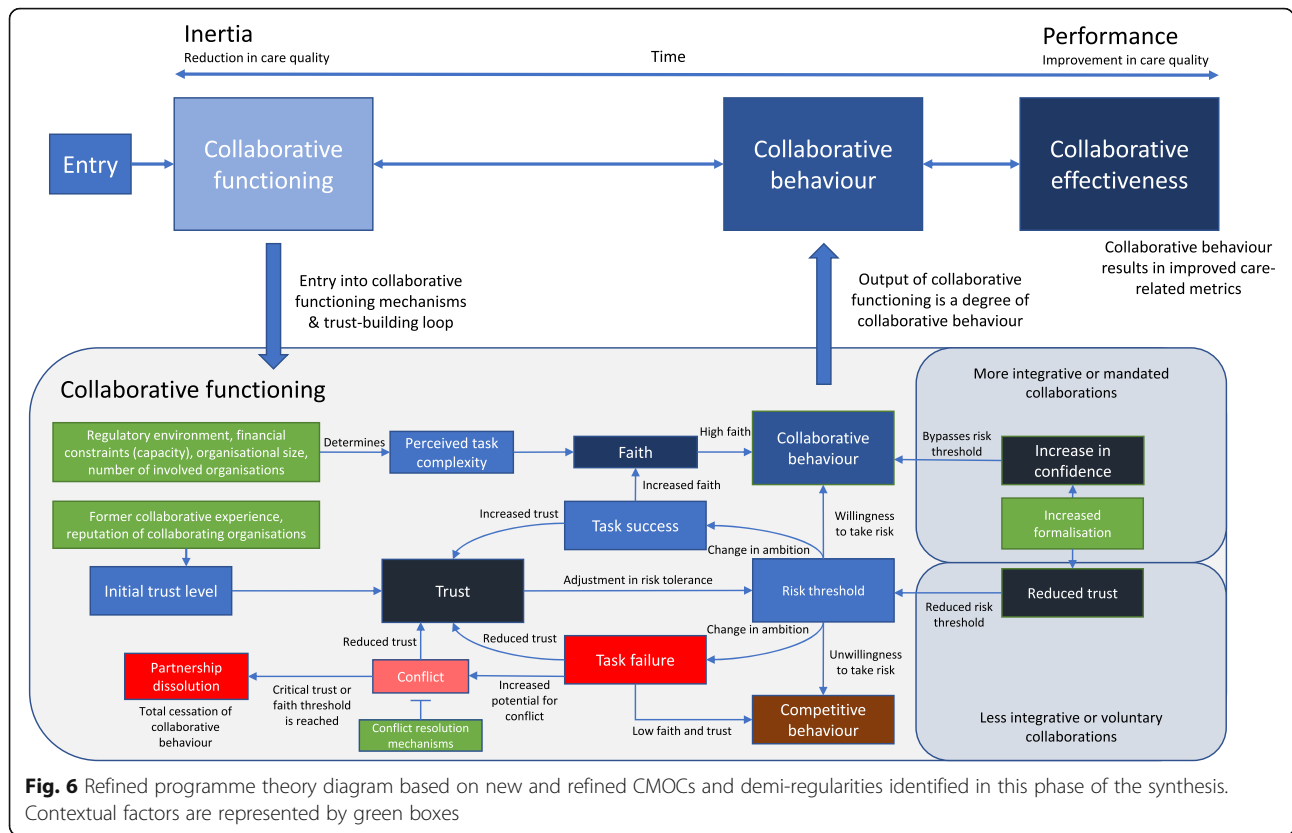 Inertia
Reduction in care quality
Time
Performance
Improvement in care quality
Entry
Collaborative
functioning
Collaborative
behaviour
Collaborative
effectiveness
Entry into collaborative
functioning mechanisms
& trust-building loop
Output of collaborative
functioning is a degree of
collaborative behaviour
Collaborative behaviour
results in improved care-
related metrics
Collaborative functioning
More integrative or mandated
collaborations
Regulatory environment, financial
constraints (capacity), organisational size,
number of involved organisations
Determines
Perceived task
complexity
Faith
High faith
Collaborative
behaviour
Bypasses risk
threshold
Increase in
confidence
Increased faith
Former collaborative experience,
reputation of collaborating organisations
Increased trust
Task success
Willingness
to take risk
Increased
formalisation
Change in ambition
Initial trust level
Trust
Adjustment in risk tolerance
Risk threshold
Reduced trust
Reduced risk
threshold
Change in ambition
Reduced trust
Reduced trust
Task failure
Unwillingness
to take risk
Partnership
dissolution
Critical trust or
faith threshold
is reached
Conflict
Increased
potential for
conflict
Total cessation of
collaborative
behaviour
Conflict resolution
mechanisms
Low faith and trust
Competitive
behaviour
Less integrative or voluntary
collaborations
Fig. 6 Refined programme theory diagram based on new and refined CMOCs and demi-regularities identified in this phase of the synthesis.
Contextual factors are represented by green boxes